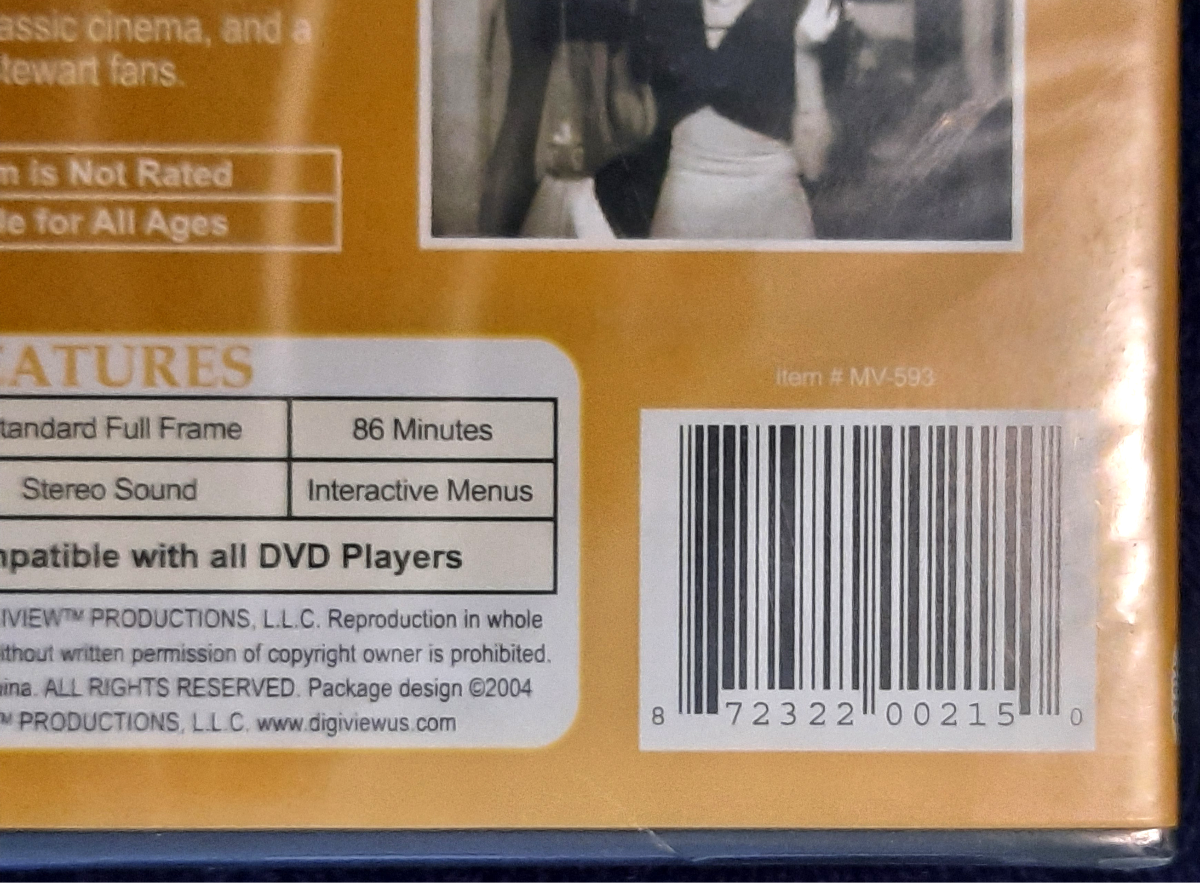 assic cinema, and a
tewart fans.
m is Not Rated
le for All Ages
EATURES
tandard Full Frame
86 Minutes
Stereo Sound
Interactive Menus
mpatible with all DVD Players
IVIEW™ PRODUCTIONS, L.L.C. Reproduction in whole
ithout written permission of copyright owner is prohibited.
ina. ALL RIGHTS RESERVED. Package design ©2004
™ PRODUCTIONS, L.L.C. www.digiviewus.com
item # MV-593
8 72322 00215 0